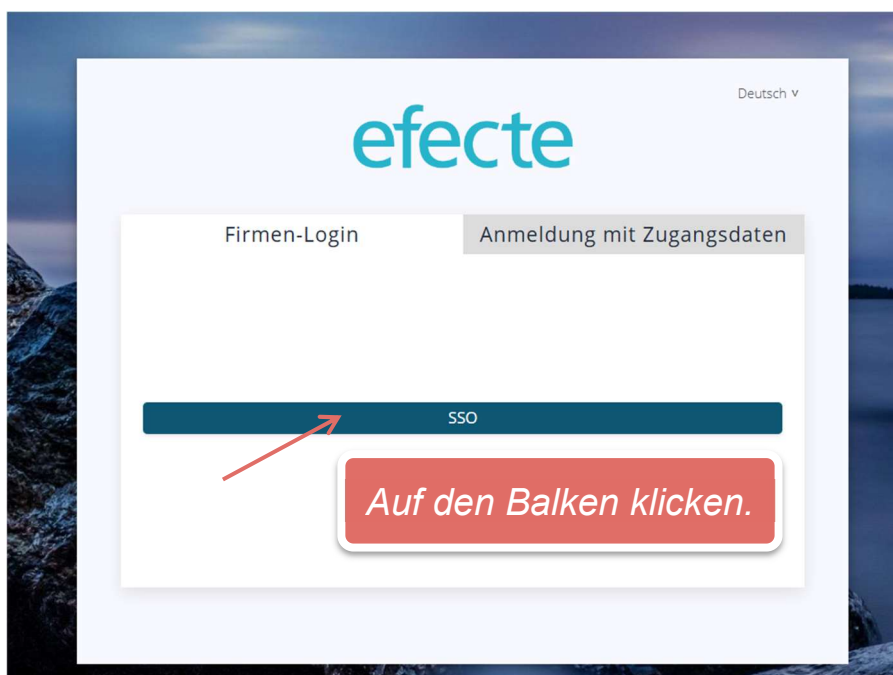 Deutsch v
efecte
Firmen-Login
Anmeldung mit Zugangsdaten
SSO
Auf den Balken klicken.